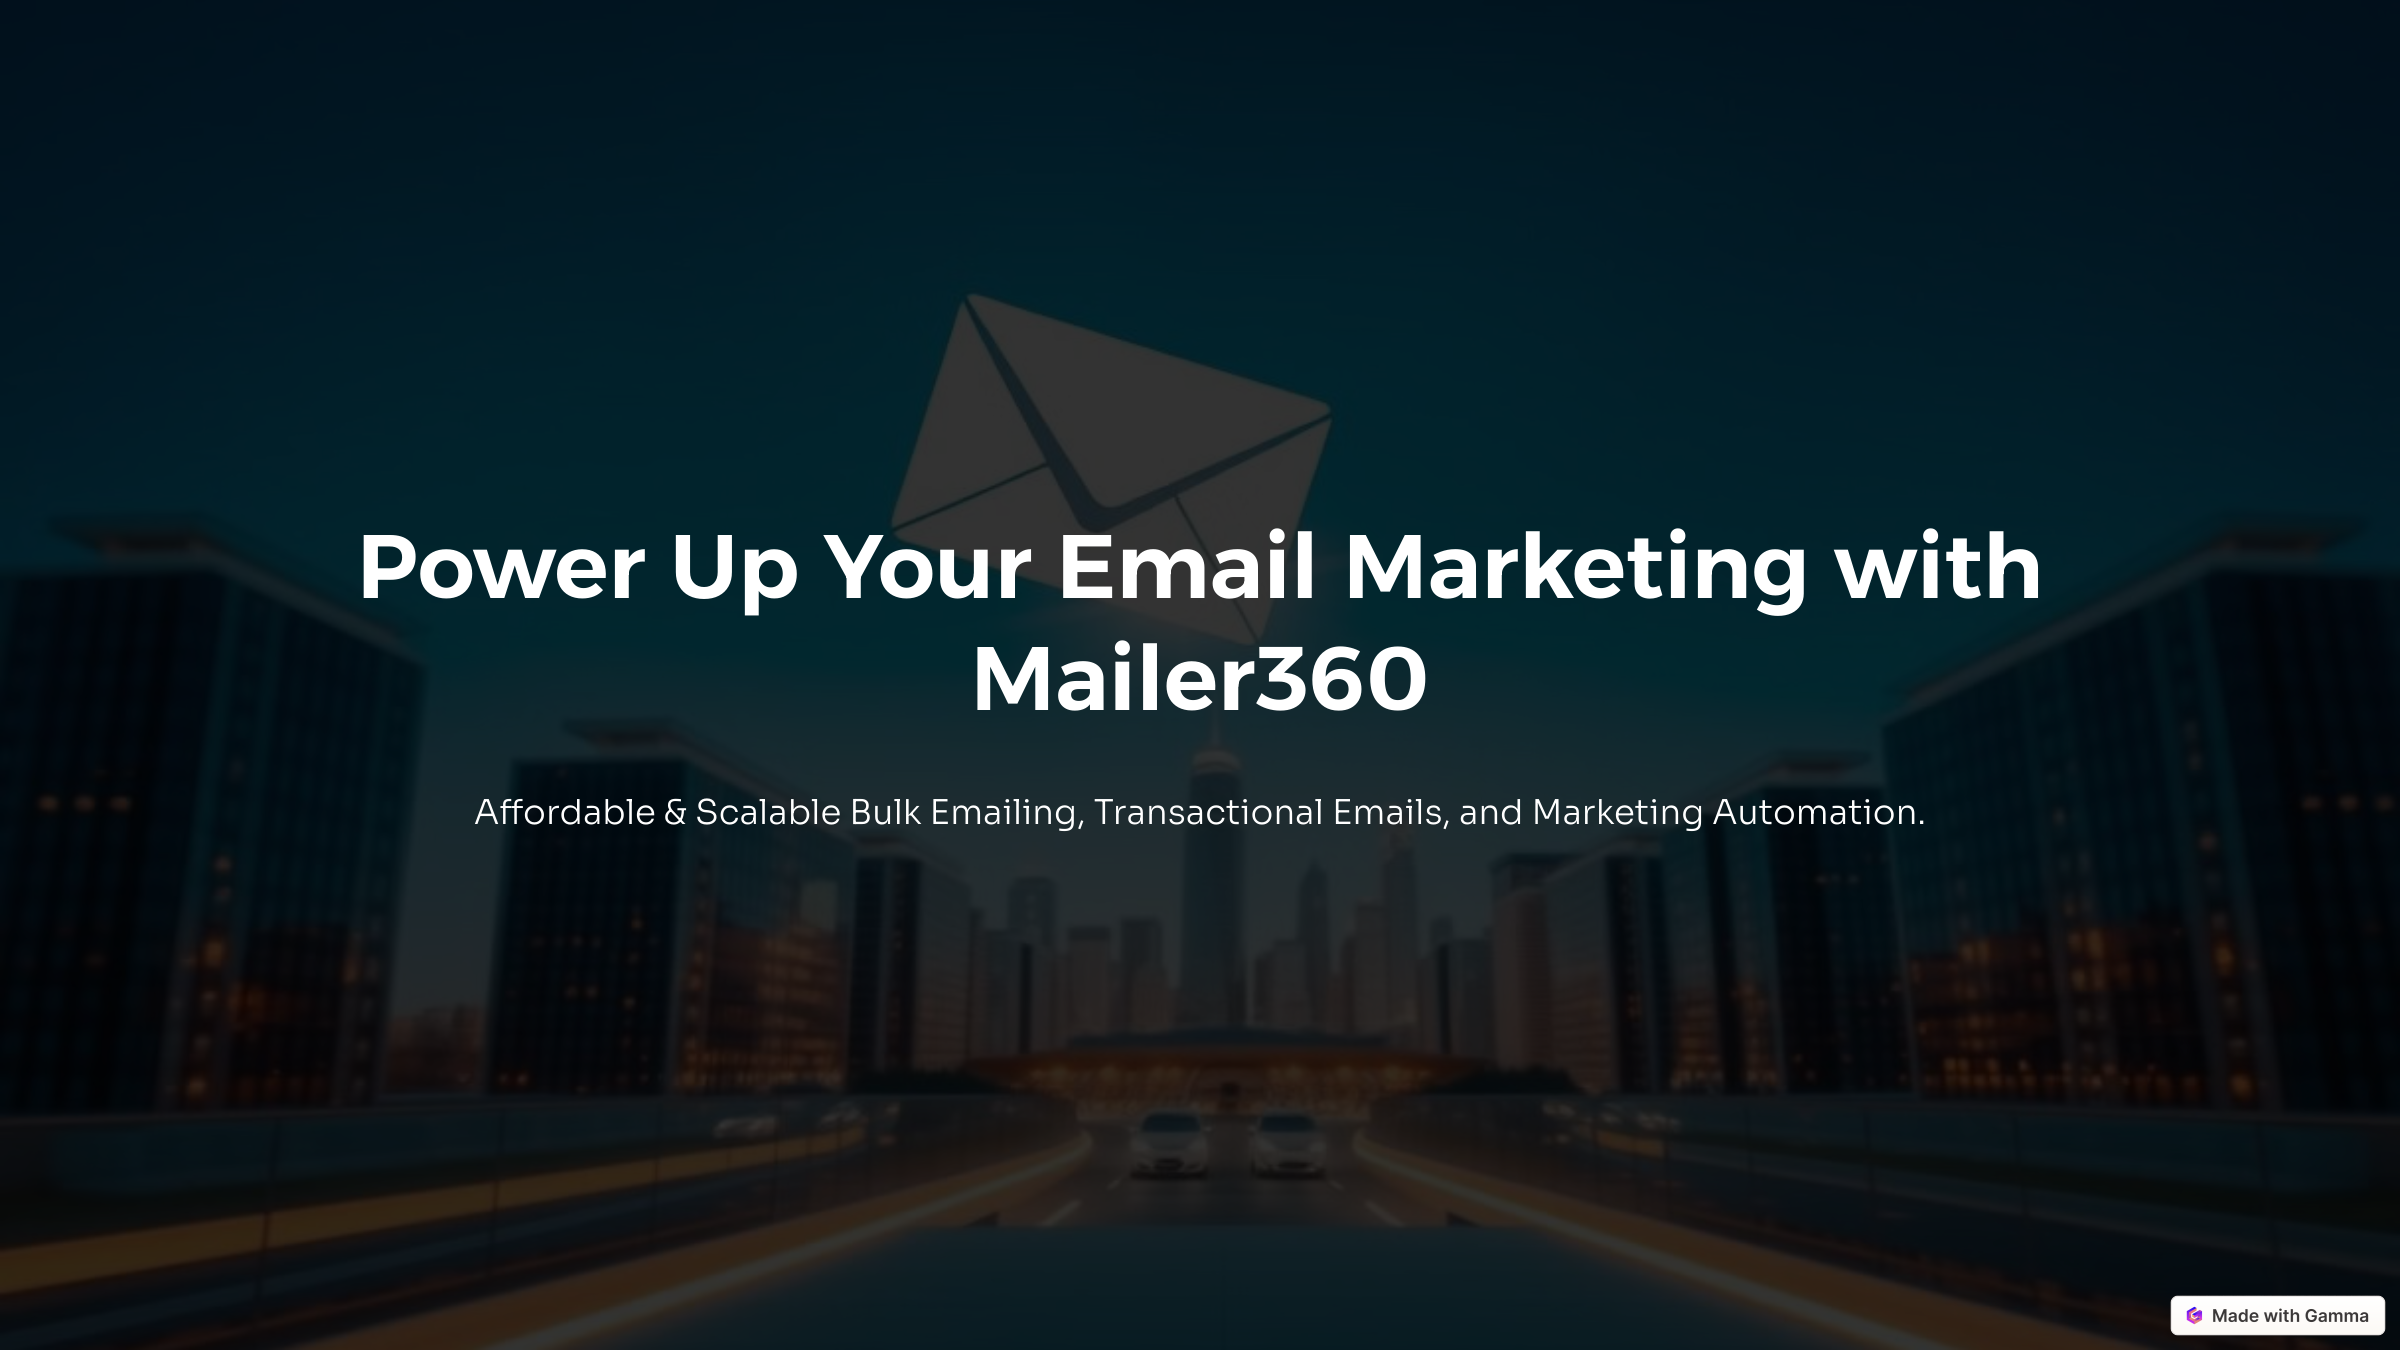 Power Up Your Email Marketing with
Mailer360
Affordable & Scalable Bulk Emailing, Transactional Emails, and Marketing Automation.
Made with Gamma